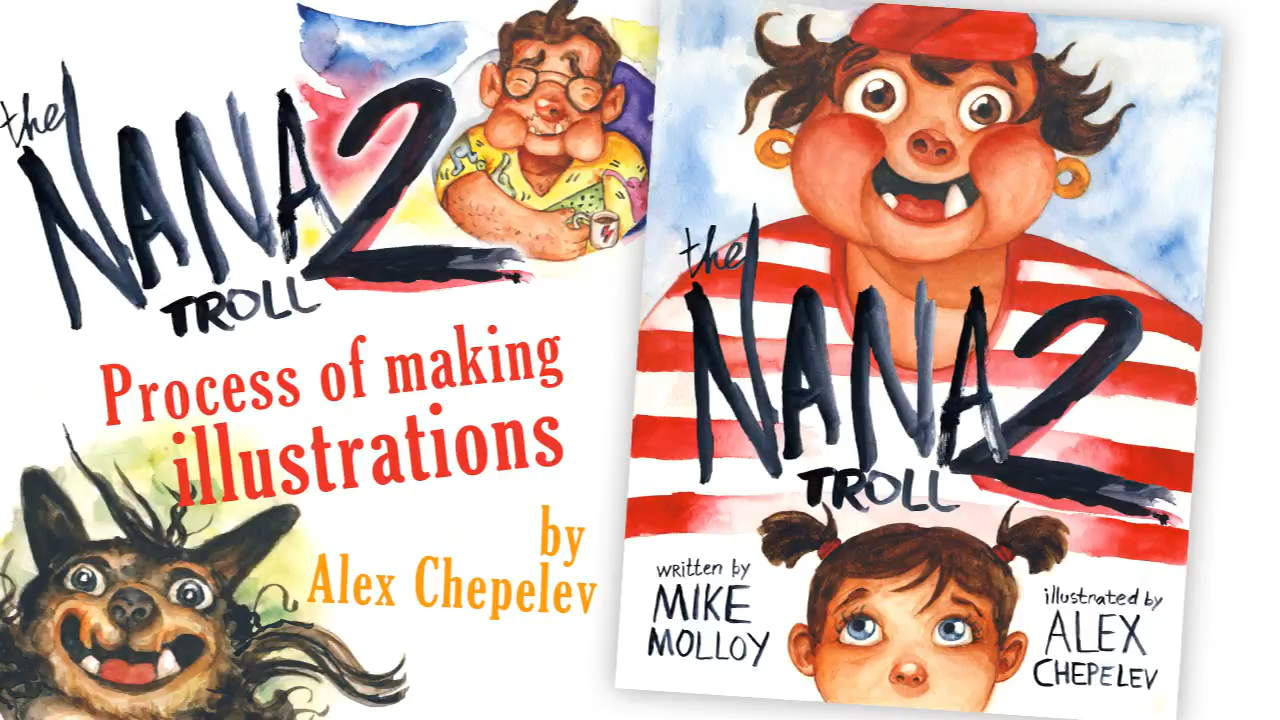 the
NANA 2
TROLL
Process of making
illustrations
by
Alex Chepelev
the
NANA 2
TROLL
written by
MIKE
MOLLOY
illustrated by
ALEX
CHEPELEV